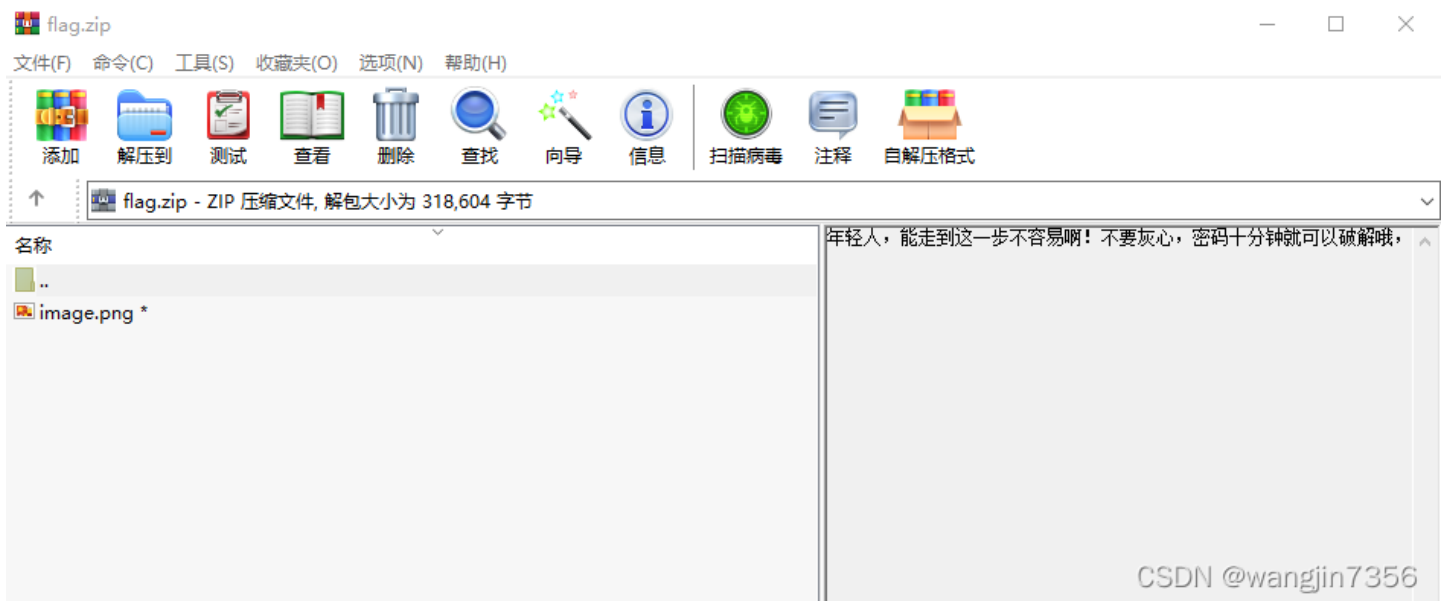 flag.zip
文件(F) 命令(C) 工具(S) 收藏夹(O) 选项(N) 帮助(H)
添加 解压到 测试 查看 删除 查找 向导 信息 扫描病毒 注释 自解压格式
flag.zip - ZIP 压缩文件, 解包大小为 318,604 字节
名称
年轻人，能走到这一步不容易啊！不要灰心，密码十分钟就可以破解哦，
..
image.png *
CSDN @wangjin7356